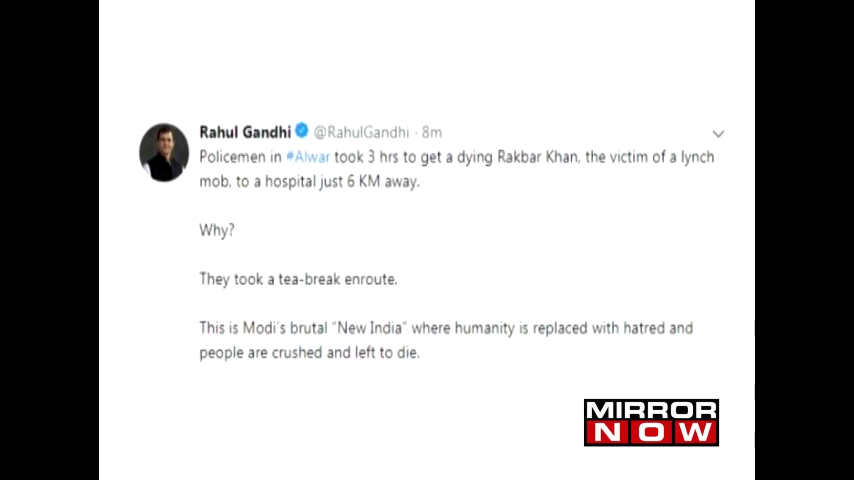 Rahul Gandhi @RahulGandhi · 8m
Policemen in #Alwar took 3 hrs to get a dying Rakbar Khan, the victim of a lynch
mob, to a hospital just 6 KM away.
Why?
They took a tea-break enroute.
This is Modi's brutal "New India" where humanity is replaced with hatred and
people are crushed and left to die.
MIRROR
NOW